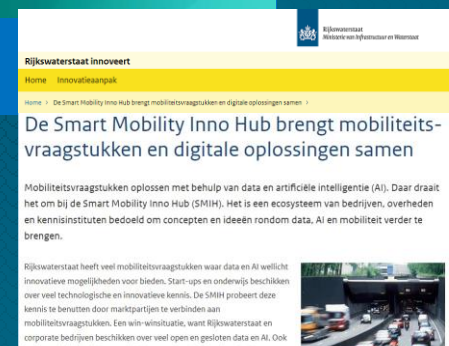 Rijkswaterstaat
Ministerie van Infrastructuur en Waterstaat
Rijkswaterstaat innoveert
Home Innovatieaanpak
Home > De Smart Mobility Inno Hub brengt mobiliteitsvraagstukken en digitale oplossingen samen >
De Smart Mobility Inno Hub brengt mobiliteits-
vraagstukken en digitale oplossingen samen
Mobiliteitsvraagstukken oplossen met behulp van data en artificiële intelligentie (AI). Daar draait
het om bij de Smart Mobility Inno Hub (SMIH). Het is een ecosysteem van bedrijven, overheden
en kennisinstituten bedoeld om concepten en ideeën rondom data, AI en mobiliteit verder te
brengen.
Rijkswaterstaat heeft veel mobiliteitsvraagstukken waar data en AI wellicht
innovatieve mogelijkheden voor bieden. Start-ups en onderwijs beschikken
over veel technologische en innovatieve kennis. De SMIH probeert deze
kennis te benutten door marktpartijen te verbinden aan
mobiliteitsvraagstukken. Een win-winsituatie, want Rijkswaterstaat en
corporate bedrijven beschikken over veel open en gesloten data en AI. Ook